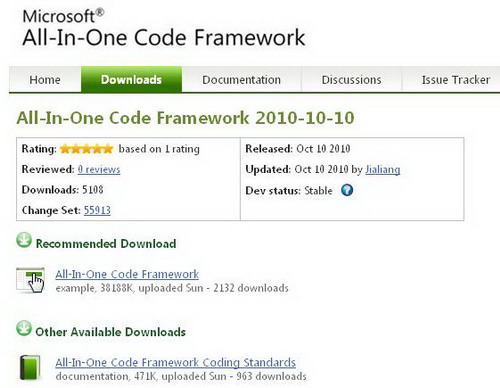 Microsoft®
All-In-One Code Framework
Home Downloads Documentation Discussions Issue Tracker
All-In-One Code Framework 2010-10-10
Rating: based on 1 rating
Reviewed: 0 reviews
Downloads: 5108
Change Set: 55913
Released: Oct 10 2010
Updated: Oct 10 2010 by Jialiang
Dev status: Stable ?
Recommended Download
All-In-One Code Framework
example, 38188K, uploaded Sun - 2132 downloads
Other Available Downloads
All-In-One Code Framework Coding Standards
documentation, 471K, uploaded Sun - 963 downloads